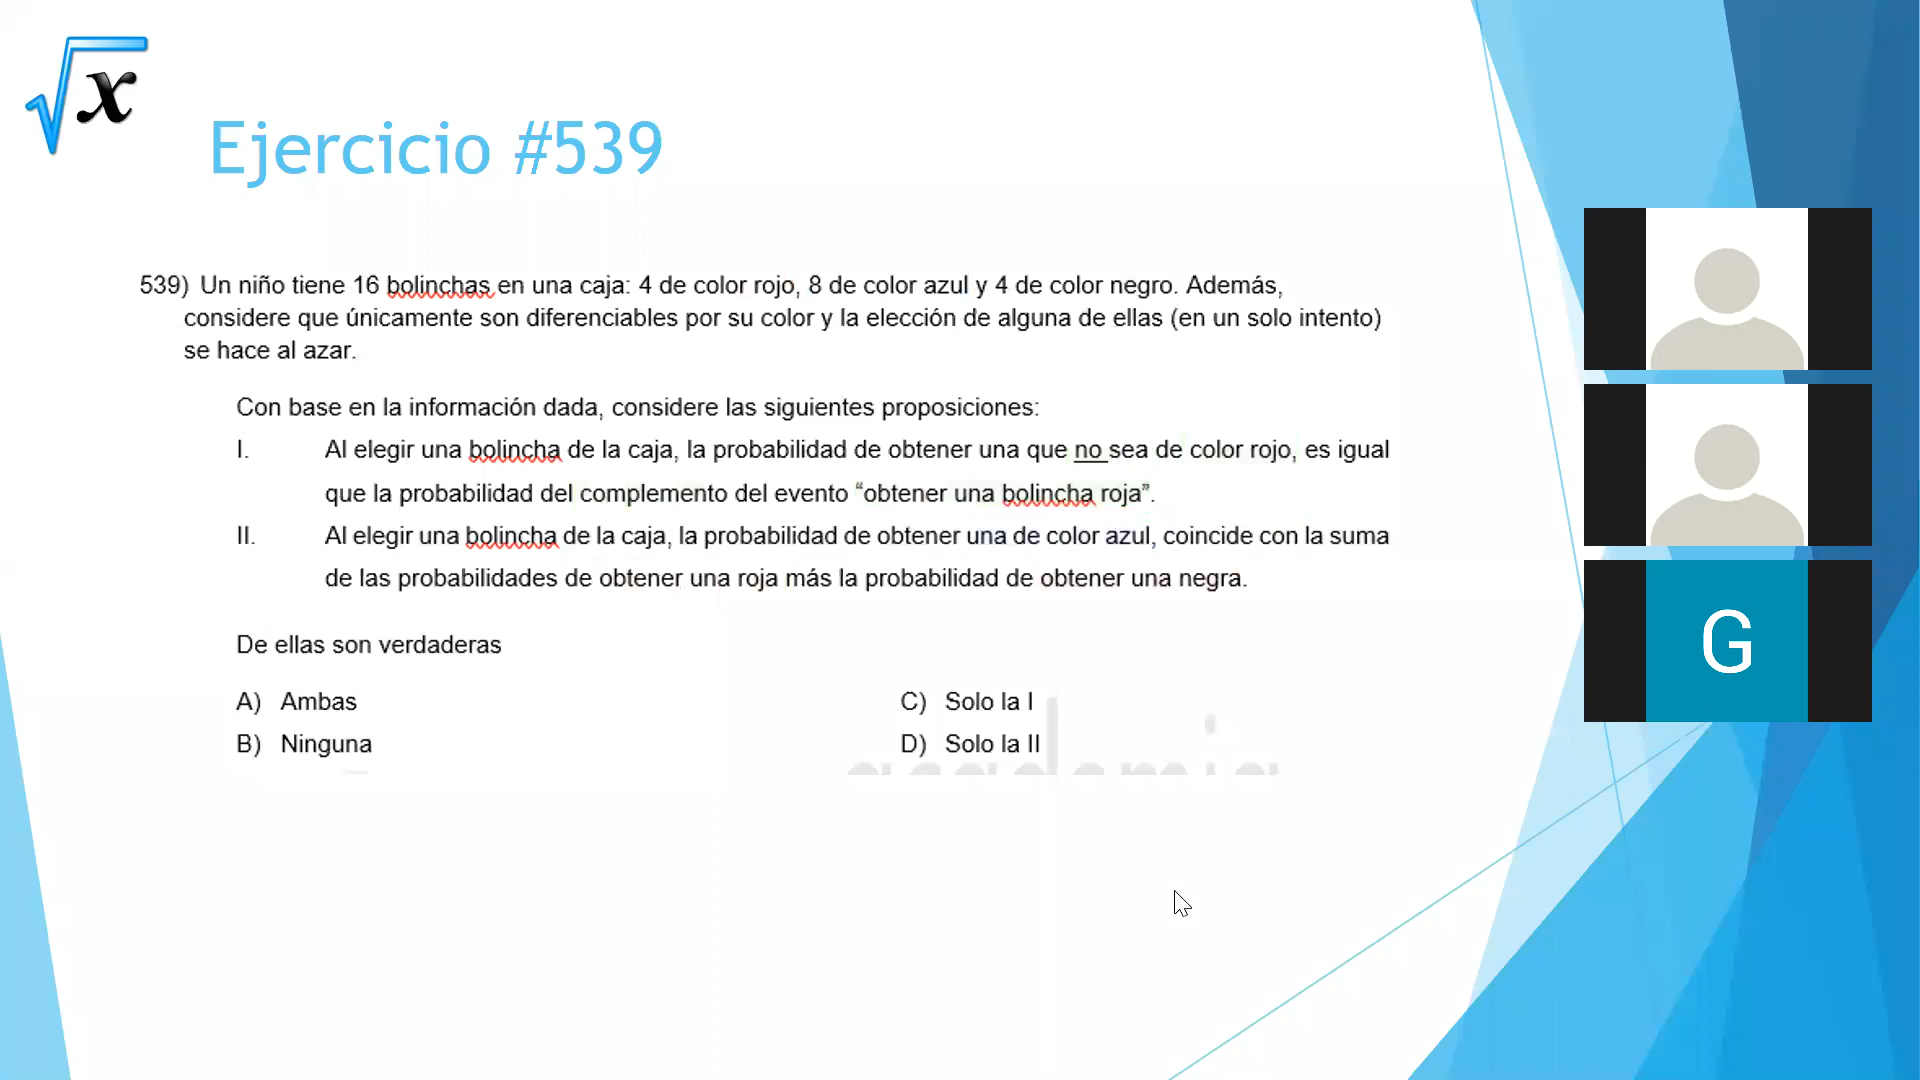 √x
Ejercicio #539
539) Un niño tiene 16 bolinchas en una caja: 4 de color rojo, 8 de color azul y 4 de color negro. Además,
considere que únicamente son diferenciables por su color y la elección de alguna de ellas (en un solo intento)
se hace al azar.
Con base en la información dada, considere las siguientes proposiciones:
I. Al elegir una bolincha de la caja, la probabilidad de obtener una que no sea de color rojo, es igual
que la probabilidad del complemento del evento “obtener una bolincha roja”.
II. Al elegir una bolincha de la caja, la probabilidad de obtener una de color azul, coincide con la suma
de las probabilidades de obtener una roja más la probabilidad de obtener una negra.
De ellas son verdaderas
A) Ambas
B) Ninguna
C) Solo la I
D) Solo la II
G